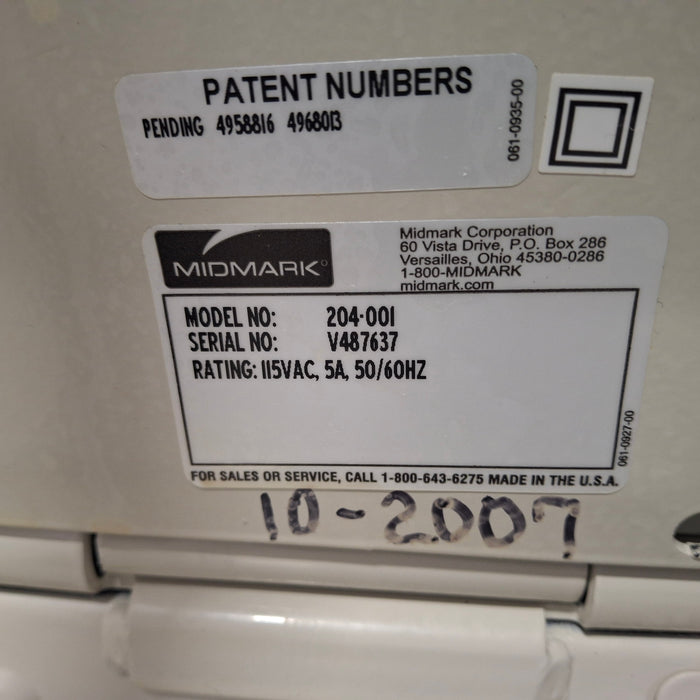 PATENT NUMBERS
PENDING 4958816 4968013
061-0935-00
MIDMARK
Midmark Corporation
60 Vista Drive, P.O. Box 286
Versailles, Ohio 45380-0286
1-800-MIDMARK
midmark.com
MODEL NO: 204-001
SERIAL NO: V487637
RATING: 115VAC, 5A, 50/60HZ
061-0927-00
FOR SALES OR SERVICE, CALL 1-800-643-6275 MADE IN THE U.S.A.
10-2007